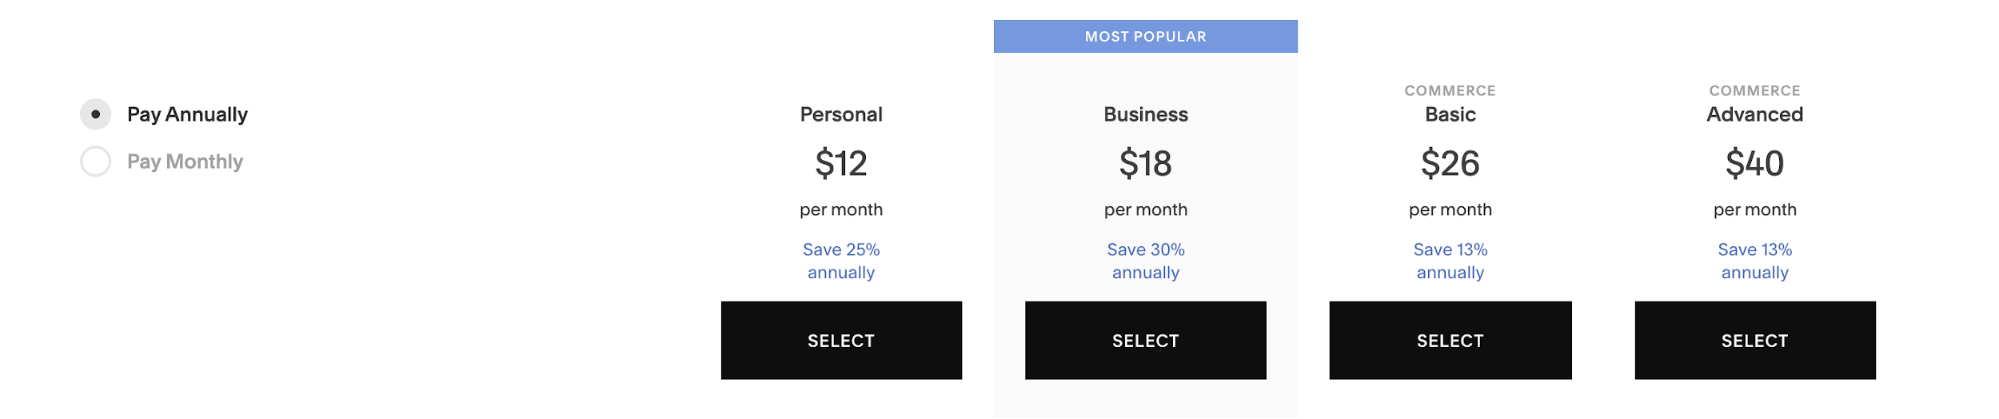 MOST POPULAR
Pay Annually
Pay Monthly
Personal
$12
per month
Save 25%
annually
SELECT
Business
$18
per month
Save 30%
annually
SELECT
COMMERCE
Basic
$26
per month
Save 13%
annually
SELECT
COMMERCE
Advanced
$40
per month
Save 13%
annually
SELECT